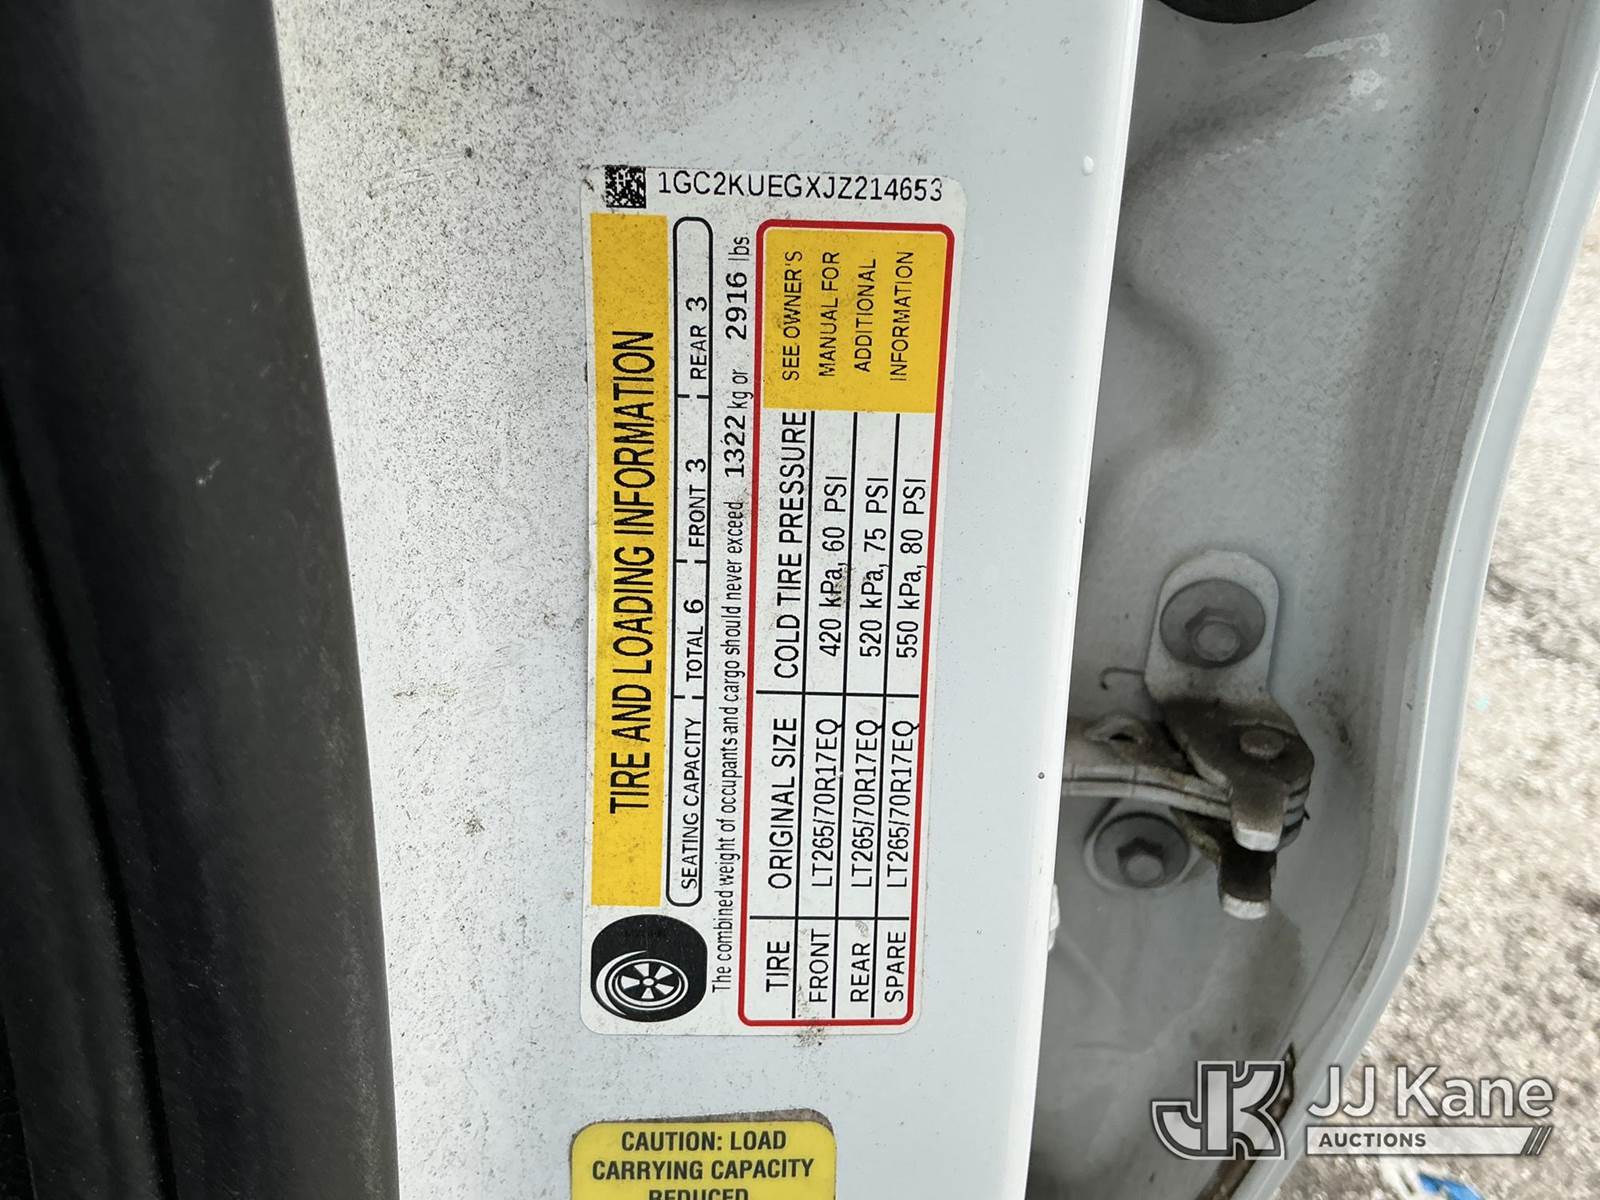 1GC2KUEGXJZ214653
TIRE AND LOADING INFORMATION
SEATING CAPACITY TOTAL 6 FRONT 3 REAR 3
The combined weight of occupants and cargo should never exceed 1322 kg or 2916 lbs
TIRE ORIGINAL SIZE COLD TIRE PRESSURE
FRONT LT265/70R17EQ 420 kPa, 60 PSI
REAR LT265/70R17EQ 520 kPa, 75 PSI
SPARE LT265/70R17EQ 550 kPa, 80 PSI
SEE OWNER'S
MANUAL FOR
ADDITIONAL
INFORMATION
CAUTION: LOAD
CARRYING CAPACITY
REDUCED
JJ Kane
AUCTIONS